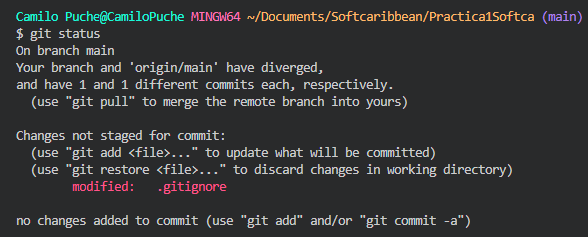 Camilo Puche@CamiloPuche MINGW64 ~/Documents/Softcaribbean/Practica1Softca (main)
$ git status
On branch main
Your branch and 'origin/main' have diverged,
and have 1 and 1 different commits each, respectively.
  (use "git pull" to merge the remote branch into yours)

Changes not staged for commit:
  (use "git add <file>..." to update what will be committed)
  (use "git restore <file>..." to discard changes in working directory)
        modified:   .gitignore

no changes added to commit (use "git add" and/or "git commit -a")